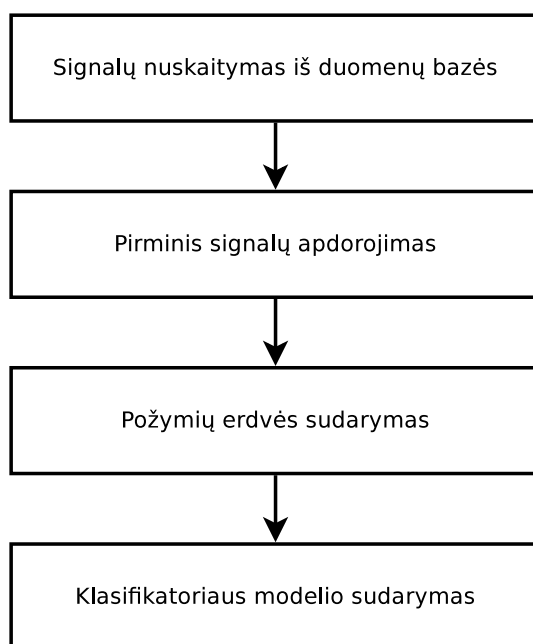 Signalų nuskaitymas iš duomenų bazės
Pirminis signalų apdorojimas
Požymių erdvės sudarymas
Klasifikatoriaus modelio sudarymas